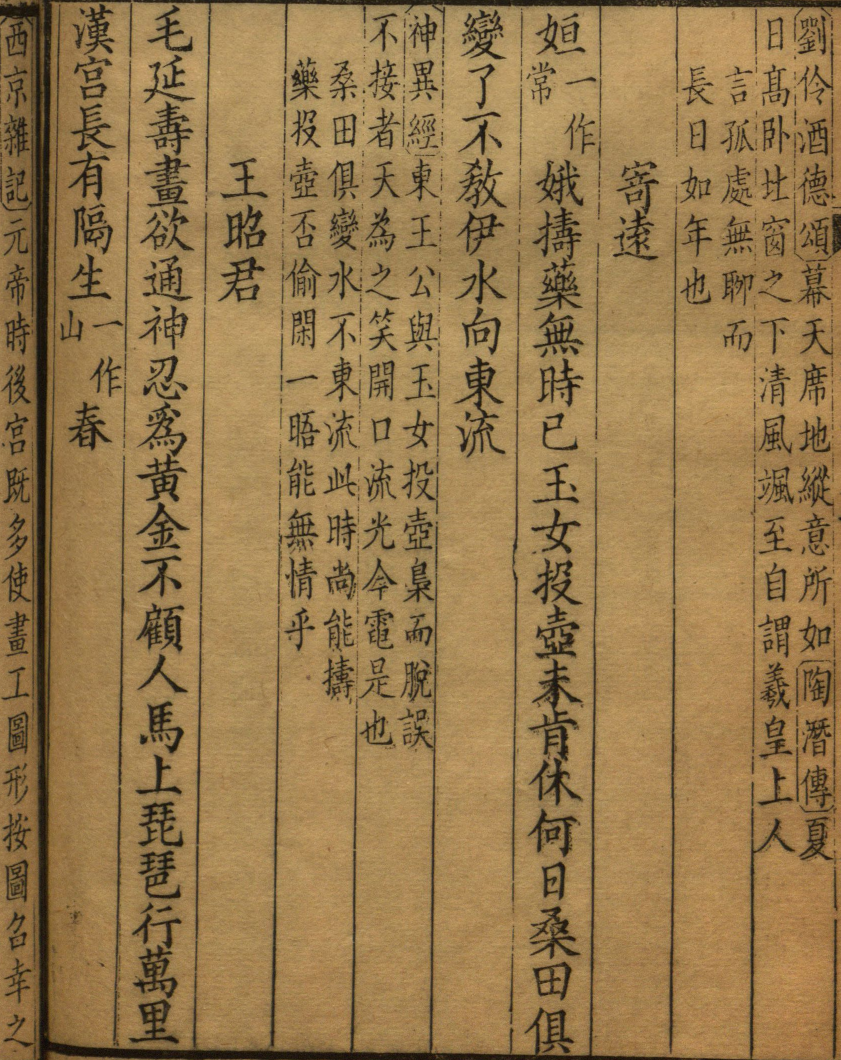 劉伶酒德頌幕天席地縱意所如陶潛傳夏
日髙卧北窗之下清風颯至自謂羲皇上人
言孤處無聊而
長日如年也
寄遠
姮一作常娥擣藥無時已玉女投壺未肯休何日桑田俱
變了不敎伊水向東流
神異經東王公與玉女投壺梟而脫誤
不接者天為之笑開口流光今電是也
桑田俱變水不東流此時尚能擣
藥投壺否偷閑一晤能無情乎
王昭君
毛延壽畫欲通神忍為黃金不顧人馬上琵琶行萬里
漢宮長有隔生一作山春
西京雜記元帝時後宮既多使畫工圖形按圖召幸之